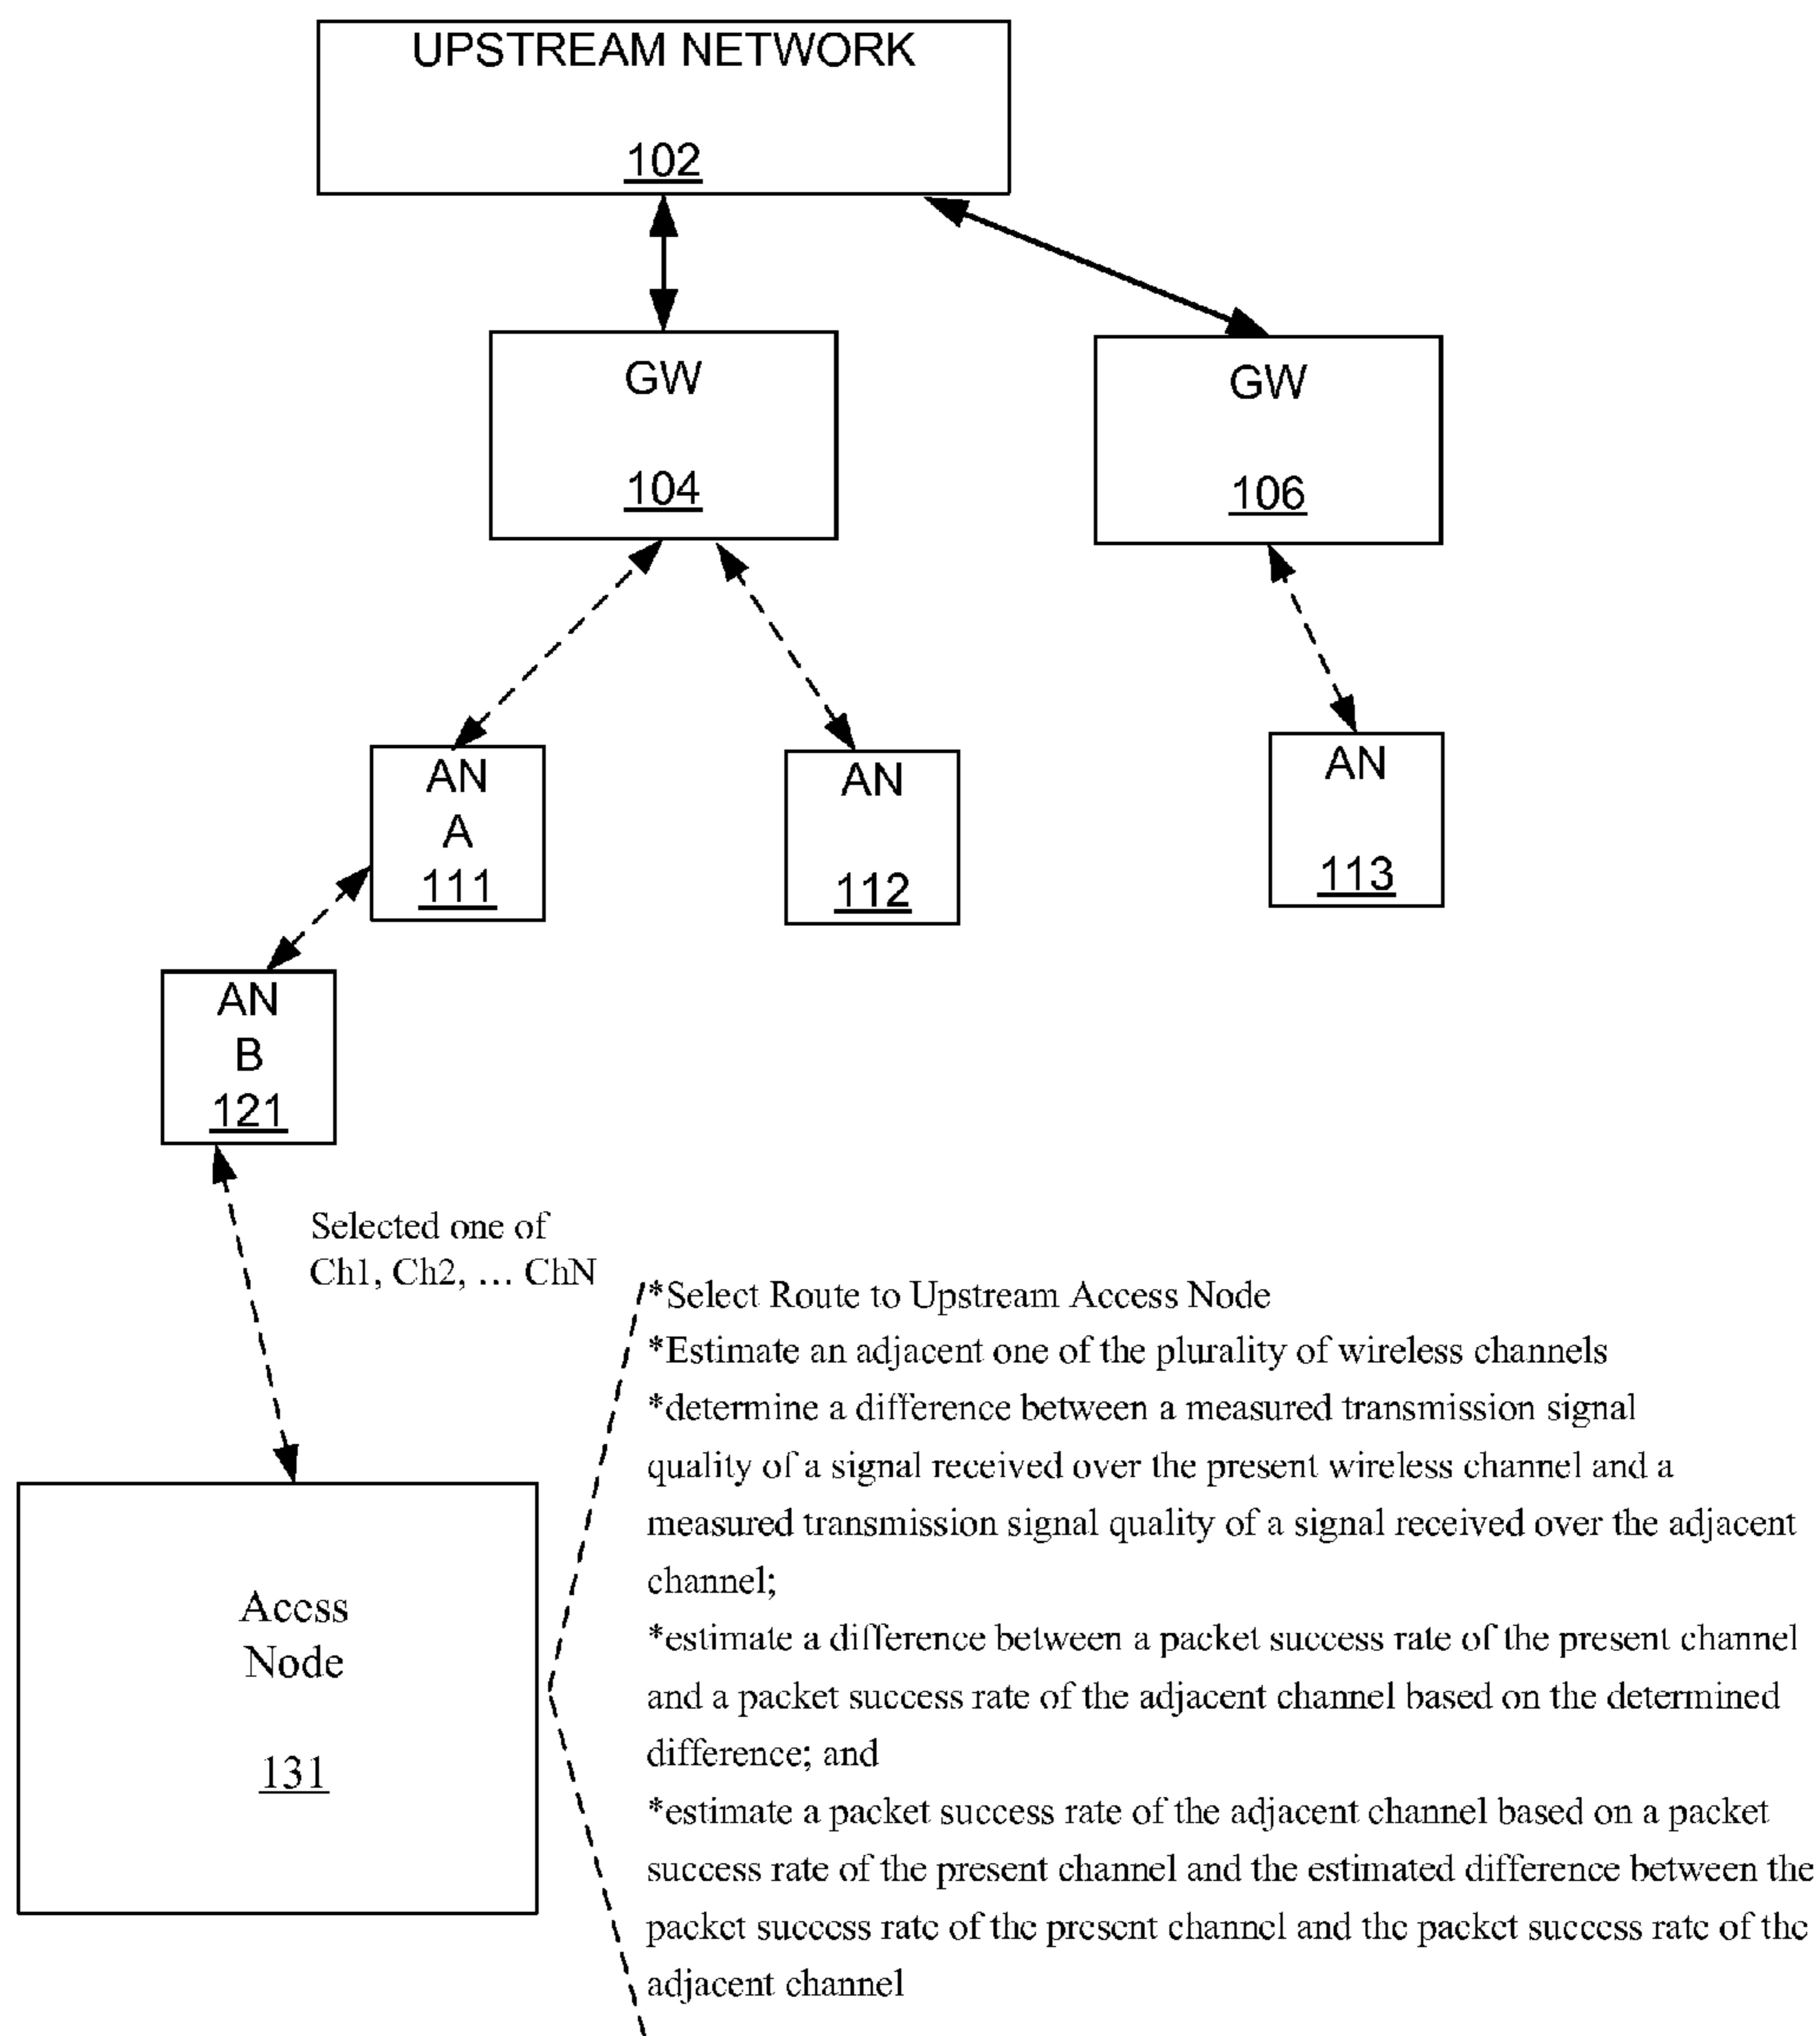 UPSTREAM NETWORK
102
GW
104
GW
106
AN
A
111
AN
112
AN
113
AN
B
121
Selected one of
Ch1, Ch2, ... ChN
*Select Route to Upstream Access Node
*Estimate an adjacent one of the plurality of wireless channels
*determine a difference between a measured transmission signal
quality of a signal received over the present wireless channel and a
measured transmission signal quality of a signal received over the adjacent
channel;
*estimate a difference between a packet success rate of the present channel
and a packet success rate of the adjacent channel based on the determined
difference; and
*estimate a packet success rate of the adjacent channel based on a packet
success rate of the present channel and the estimated difference between the
packet success rate of the present channel and the packet success rate of the
adjacent channel
Accss
Node
131